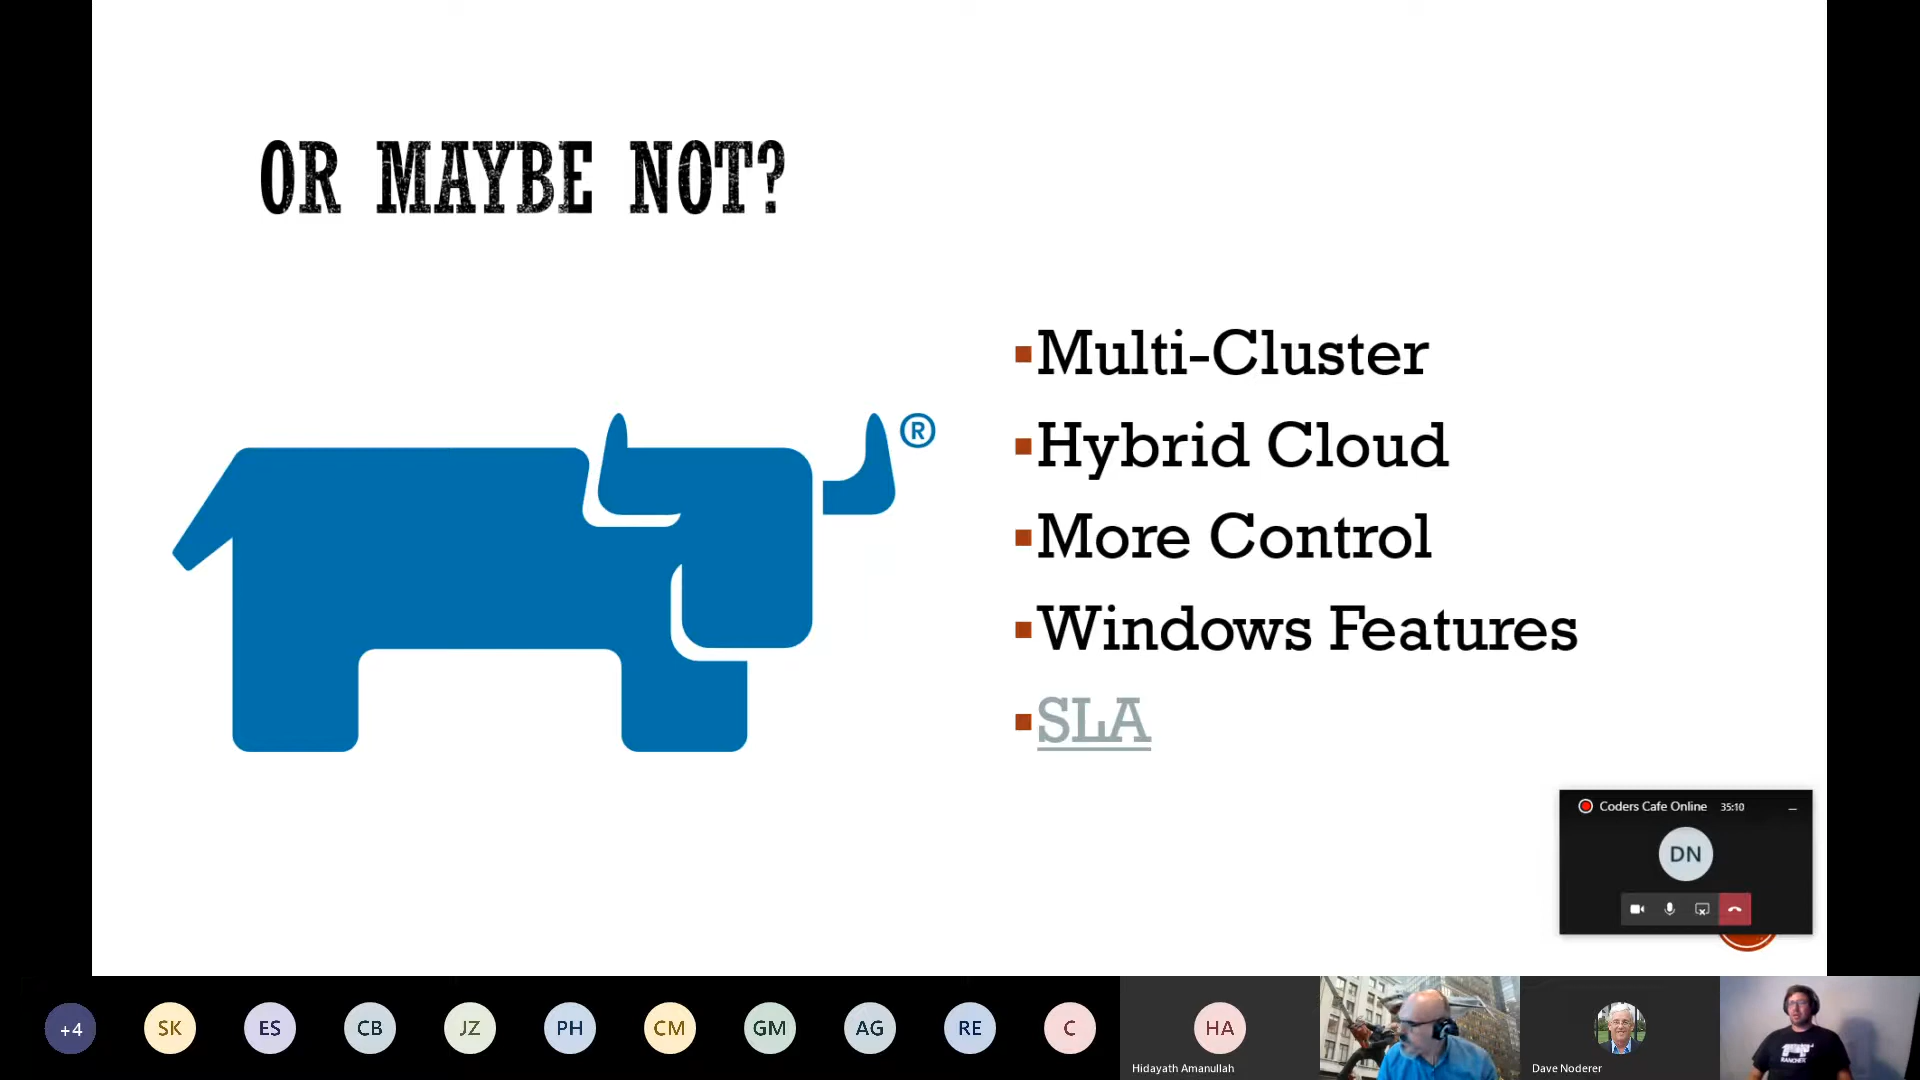 OR MAYBE NOT?
®
Multi-Cluster
Hybrid Cloud
More Control
Windows Features
SLA
Coders Cafe Online 35:10
DN
+4
SK
ES
CB
JZ
PH
CM
GM
AG
RE
C
HA
Hidayath Amanullah
Dave Noderer
RANCHER